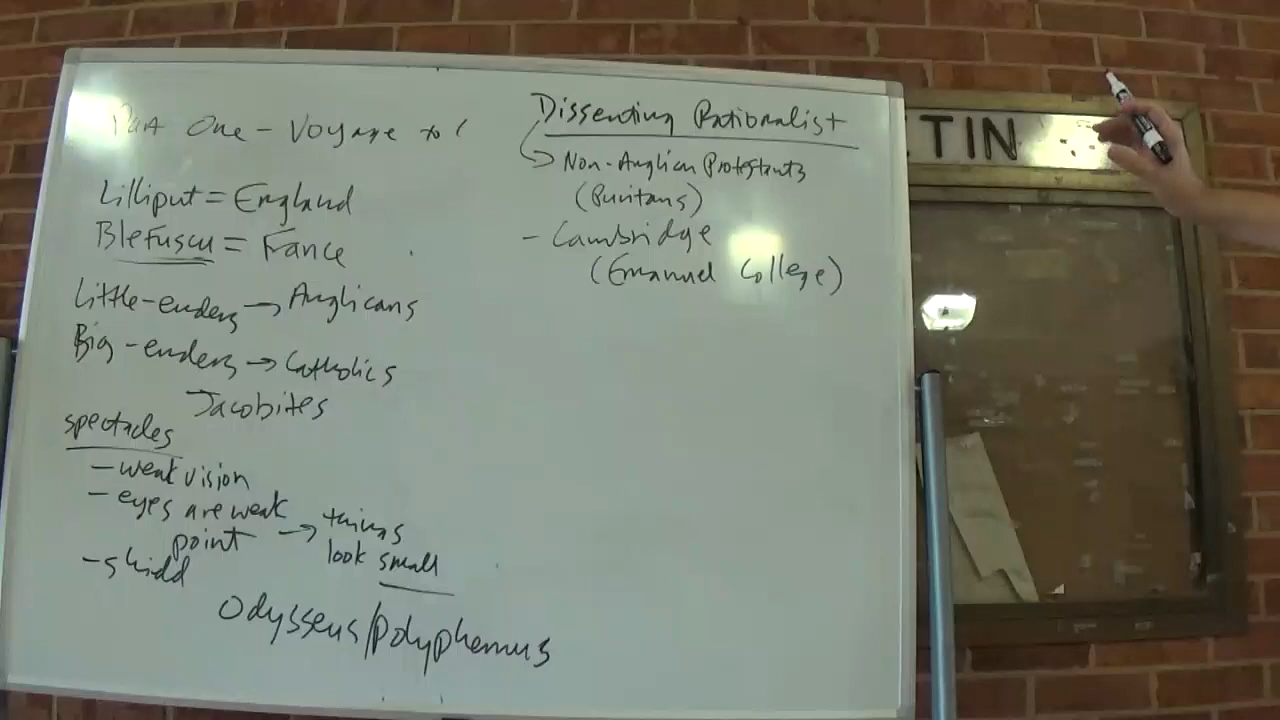 Part One - Voyage to
Lilliput = England
Blefuscu = France
Little-enders → Anglicans
Big-enders → Catholics
Jacobites
spectacles
- weak vision
- eyes are weak
point → things
look small
- shield
Odysseus/Polyphemus
Dissenting Rationalist
Non-Anglican Protestants
(Puritans)
- Cambridge
(Emanuel College)
TIN